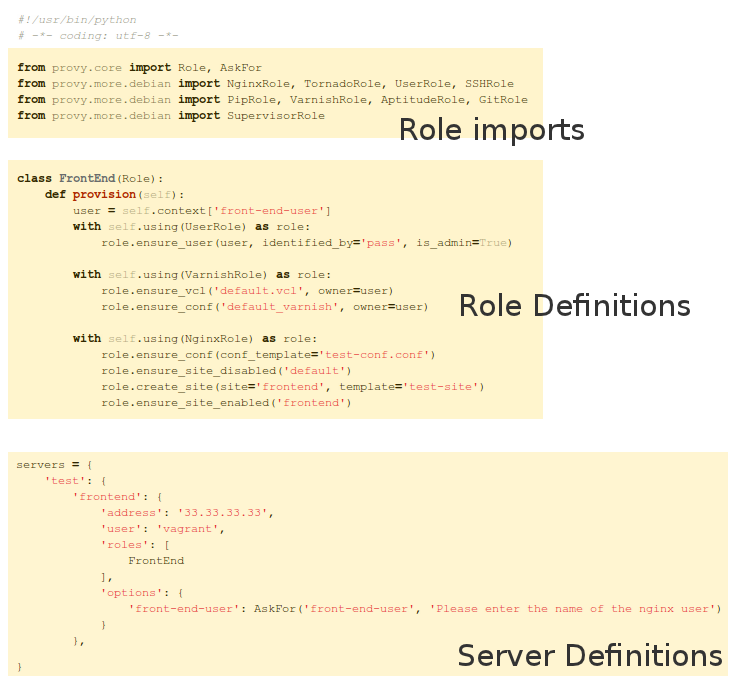 #!/usr/bin/python
# -*- coding: utf-8 -*-
from provy.core import Role, AskFor
from provy.more.debian import NginxRole, TornadoRole, UserRole, SSHRole
from provy.more.debian import PipRole, VarnishRole, AptitudeRole, GitRole
from provy.more.debian import SupervisorRole
Role imports
class FrontEnd(Role):
    def provision(self):
        user = self.context['front-end-user']
        with self.using(UserRole) as role:
            role.ensure_user(user, identified_by='pass', is_admin=True)

        with self.using(VarnishRole) as role:
            role.ensure_vcl('default.vcl', owner=user)
            role.ensure_conf('default_varnish', owner=user)
Role Definitions

        with self.using(NginxRole) as role:
            role.ensure_conf(conf_template='test-conf.conf')
            role.ensure_site_disabled('default')
            role.create_site(site='frontend', template='test-site')
            role.ensure_site_enabled('frontend')

servers = {
    'test': {
        'frontend': {
            'address': '33.33.33.33',
            'user': 'vagrant',
            'roles': [
                FrontEnd
            ],
            'options': {
                'front-end-user': AskFor('front-end-user', 'Please enter the name of the nginx user')
            }
        },
}
Server Definitions